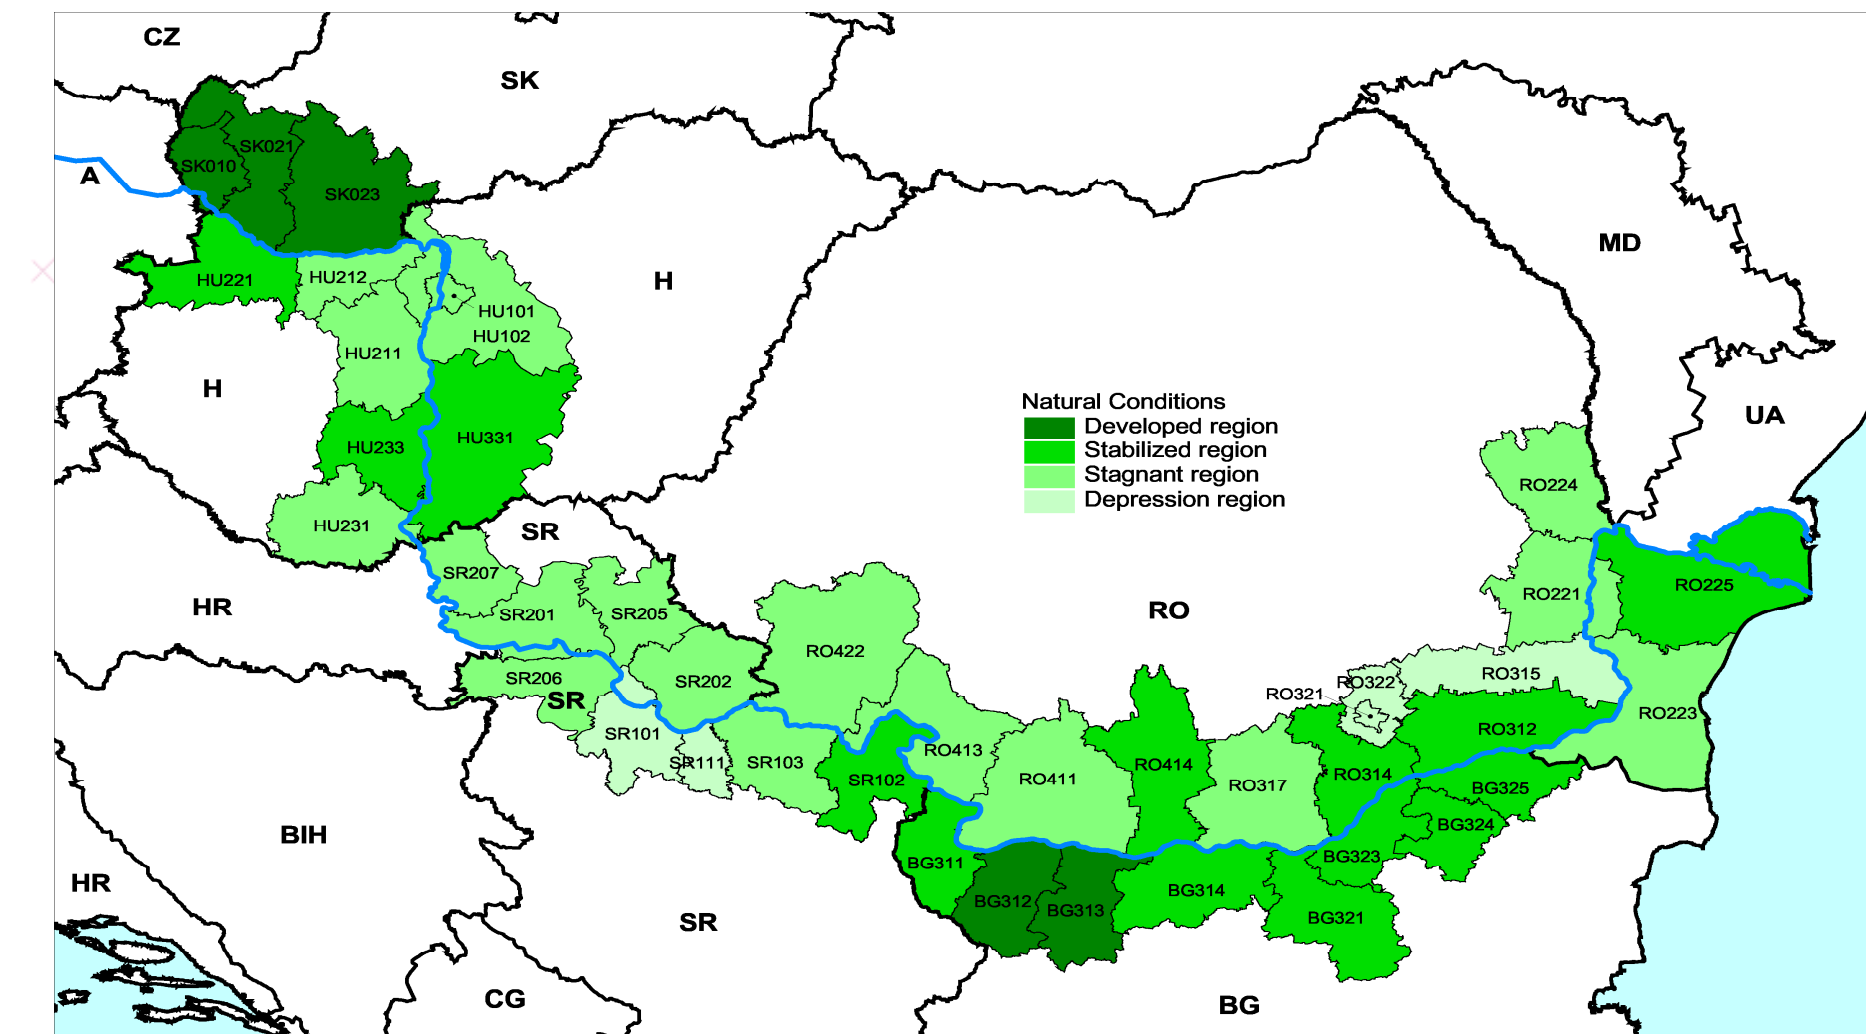 CZ
SK
SK021
SK010
A
SK023
MD
HU221
HU212
H
HU101
HU102
HU211
H
Natural Conditions
Developed region
Stabilized region
Stagnant region
Depression region
UA
HU233
HU331
RO224
HU231
SR
SR207
RO225
RO221
HR
SR201
SR205
RO
RO422
SR206
SR202
RO315
RO322
RO321
SR
RO223
SR101
RO312
SR111
SR103
RO413
SR102
RO411
RO414
RO317
RO314
BG325
BG324
BIH
BG311
BG323
HR
BG312
BG313
BG314
BG321
SR
CG
BG